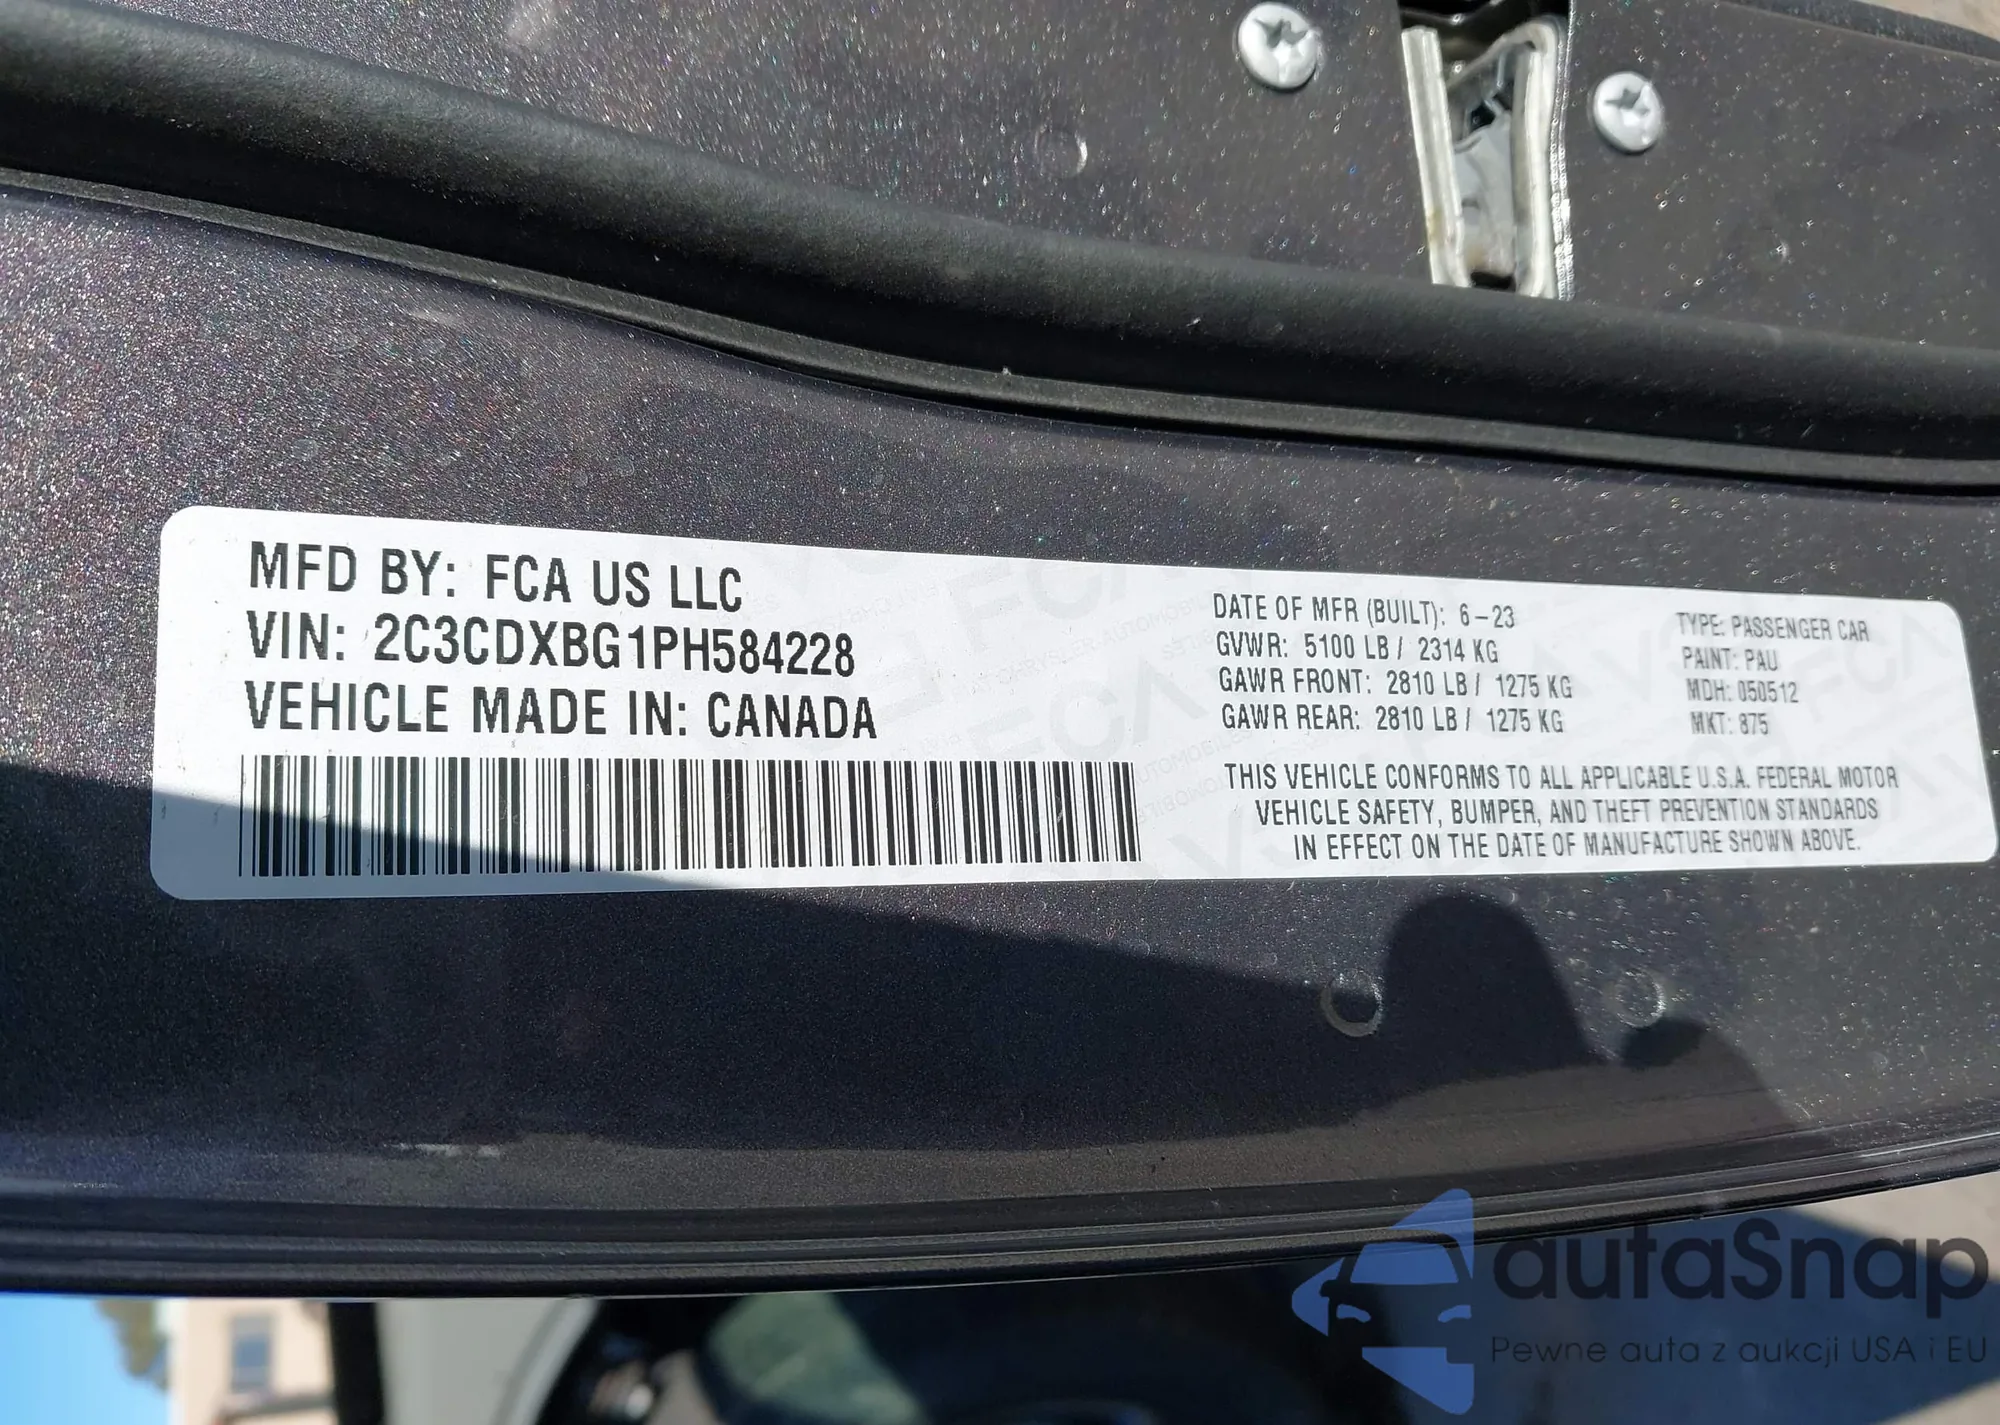 MFD BY: FCA US LLC
VIN: 2C3CDXBG1PH584228
VEHICLE MADE IN: CANADA
DATE OF MFR (BUILT): 6-23
GVWR: 5100 LB / 2314 KG
GAWR FRONT: 2810 LB / 1275 KG
GAWR REAR: 2810 LB / 1275 KG
TYPE: PASSENGER CAR
PAINT: PAU
MDH: 050512
MKT: 875
THIS VEHICLE CONFORMS TO ALL APPLICABLE U.S.A. FEDERAL MOTOR
VEHICLE SAFETY, BUMPER, AND THEFT PREVENTION STANDARDS
IN EFFECT ON THE DATE OF MANUFACTURE SHOWN ABOVE.
autaSnap
Pewne auta z aukcji USA i EU